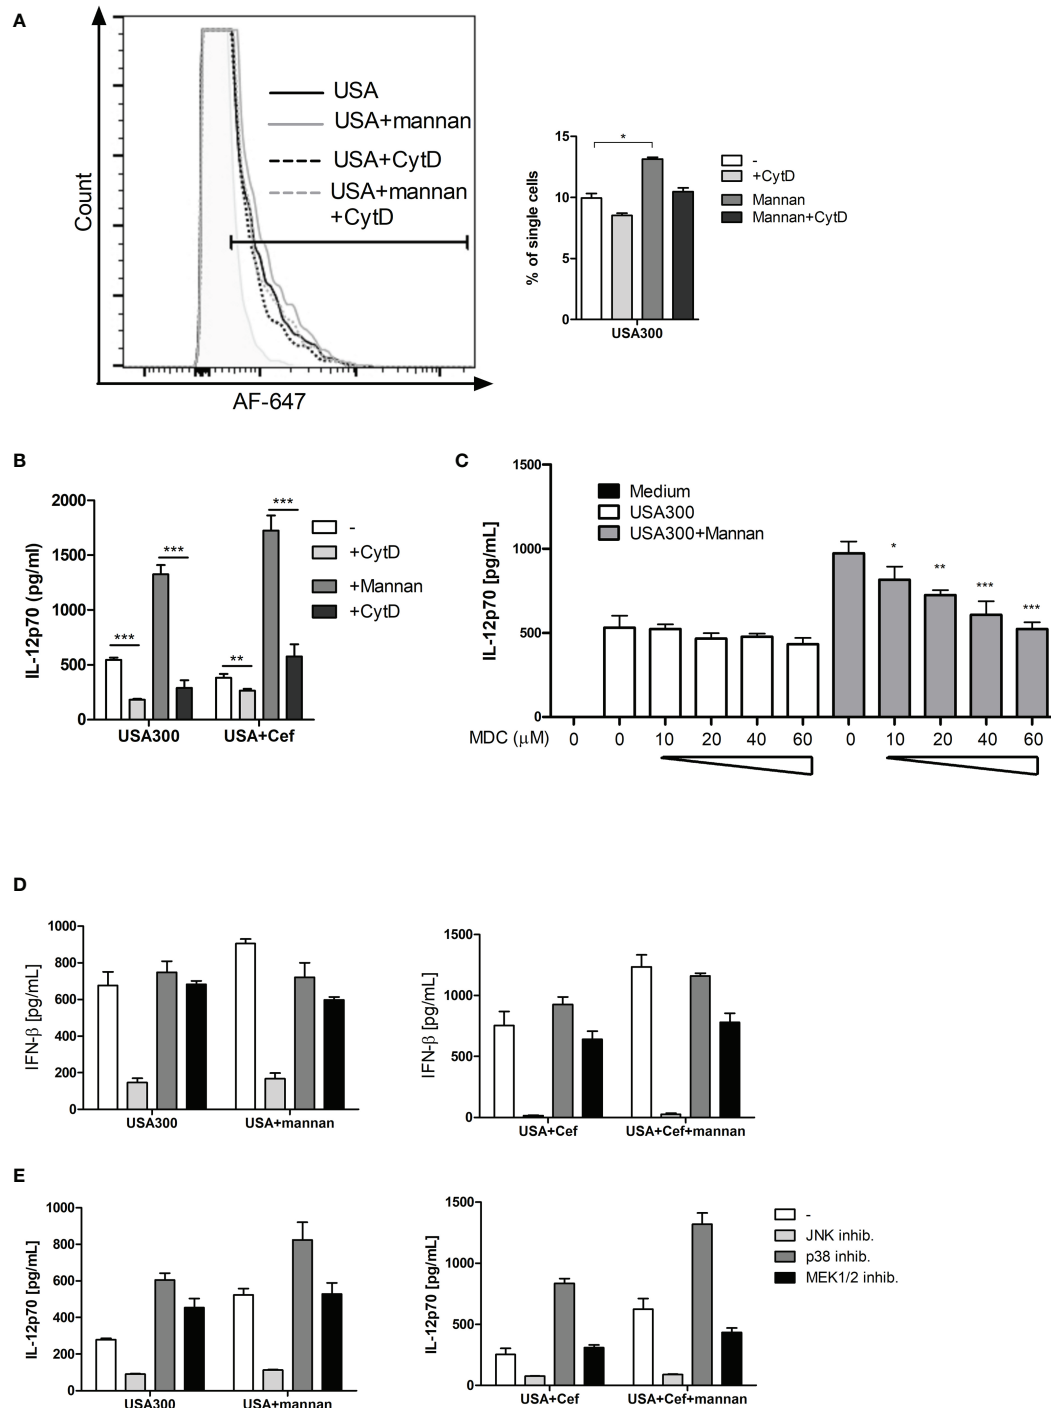 A
Count
USA
USA+mannan
USA+CytD
USA+mannan
+CytD
AF-647
% of single cells
15
10
5
0
*
USA300
-
+CytD
Mannan
Mannan+CytD
B
IL-12p70 (pg/ml)
2000
1500
1000
500
0
***
***
**
***
USA300
USA+Cef
-
+CytD
+Mannan
+CytD
C
IL-12p70 [pg/mL]
1500
1000
500
0
Medium
USA300
USA300+Mannan
*
**
***
***
MDC (μM) 0 0 10 20 40 60 0 10 20 40 60
D
IFN-β [pg/mL]
1000
800
600
400
200
0
USA300
USA+mannan
IFN-β [pg/mL]
1500
1000
500
0
USA+Cef
USA+Cef+mannan
E
IL-12p70 [pg/mL]
1000
800
600
400
200
0
USA300
USA+mannan
IL-12p70 [pg/mL]
1500
1000
500
0
USA+Cef
USA+Cef+mannan
-
JNK inhib.
p38 inhib.
MEK1/2 inhib.